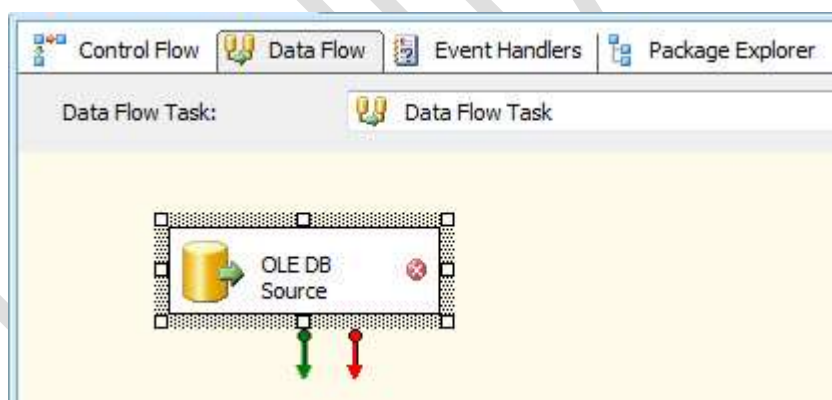 Control Flow Data Flow Event Handlers Package Explorer
Data Flow Task: Data Flow Task
OLE DB
Source